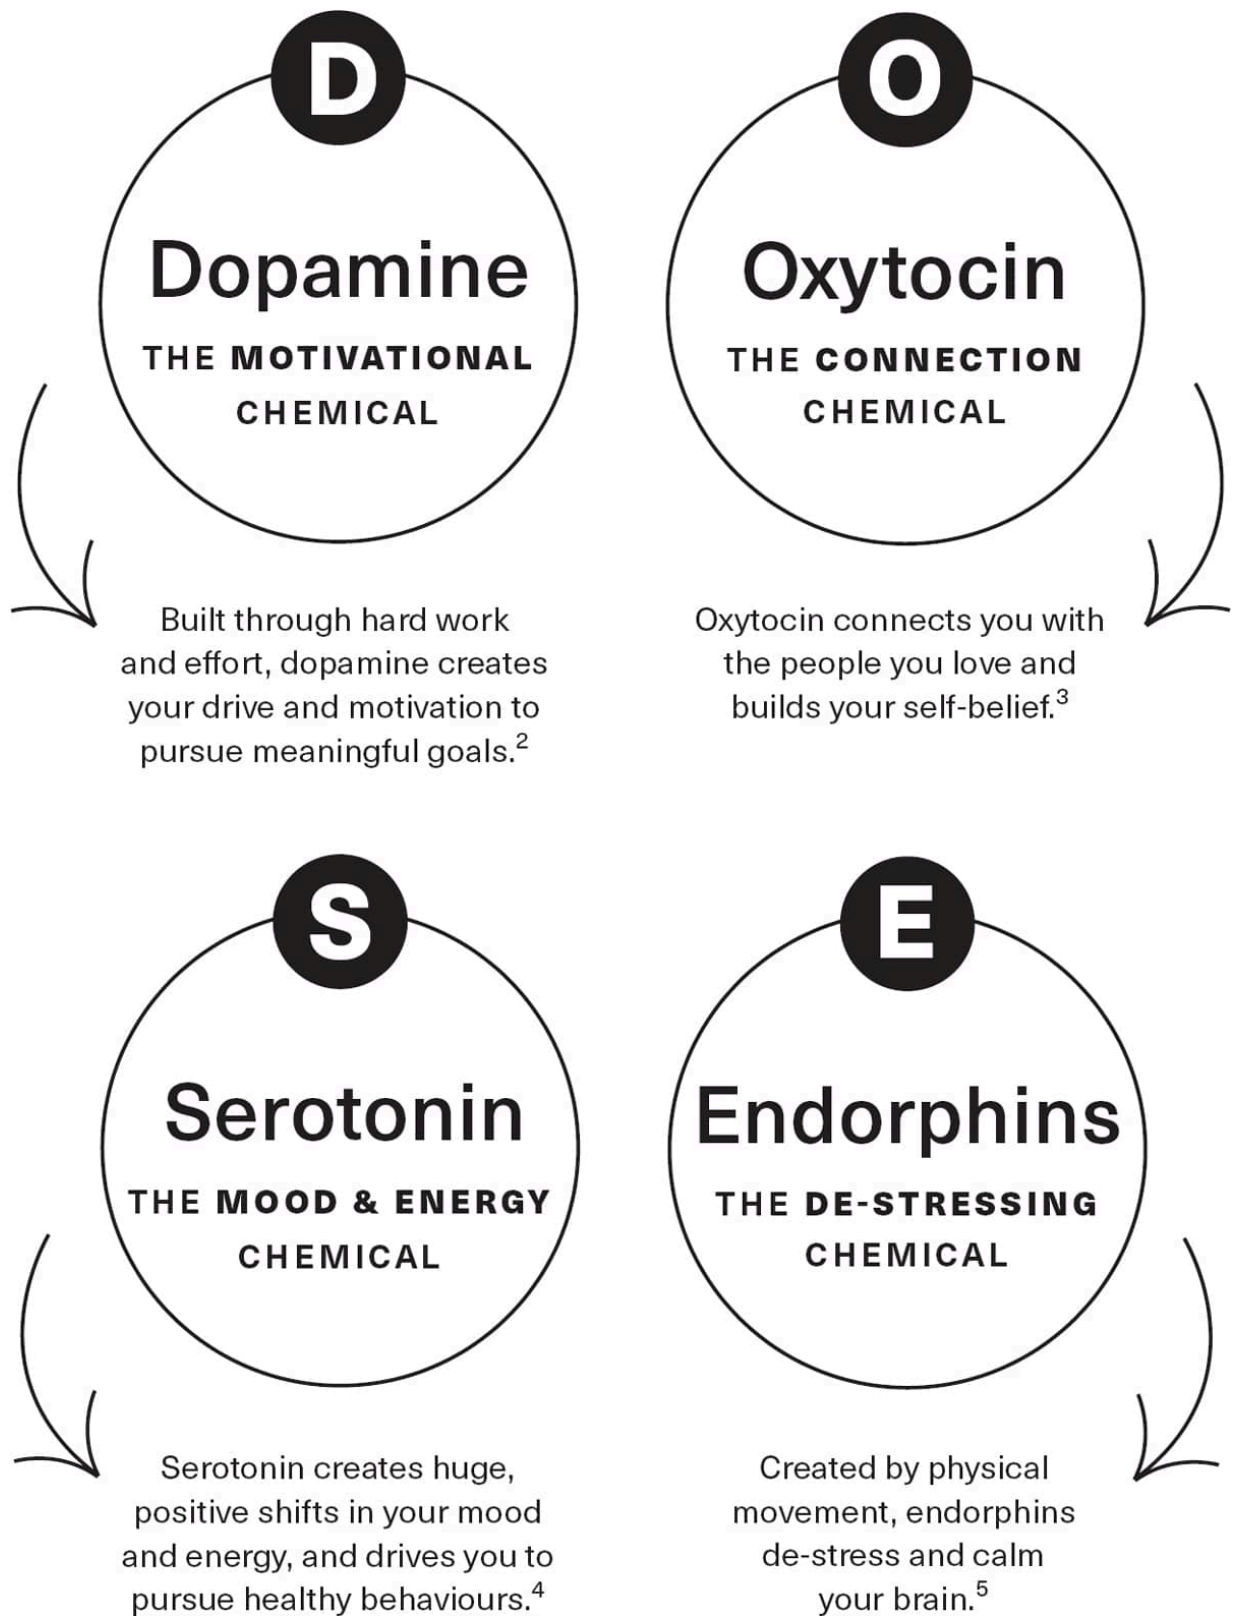 D
Dopamine
THE MOTIVATIONAL
CHEMICAL
Built through hard work
and effort, dopamine creates
your drive and motivation to
pursue meaningful goals.²
O
Oxytocin
THE CONNECTION
CHEMICAL
Oxytocin connects you with
the people you love and
builds your self-belief.³
S
Serotonin
THE MOOD & ENERGY
CHEMICAL
Serotonin creates huge,
positive shifts in your mood
and energy, and drives you to
pursue healthy behaviours.⁴
E
Endorphins
THE DE-STRESSING
CHEMICAL
Created by physical
movement, endorphins
de-stress and calm
your brain.⁵